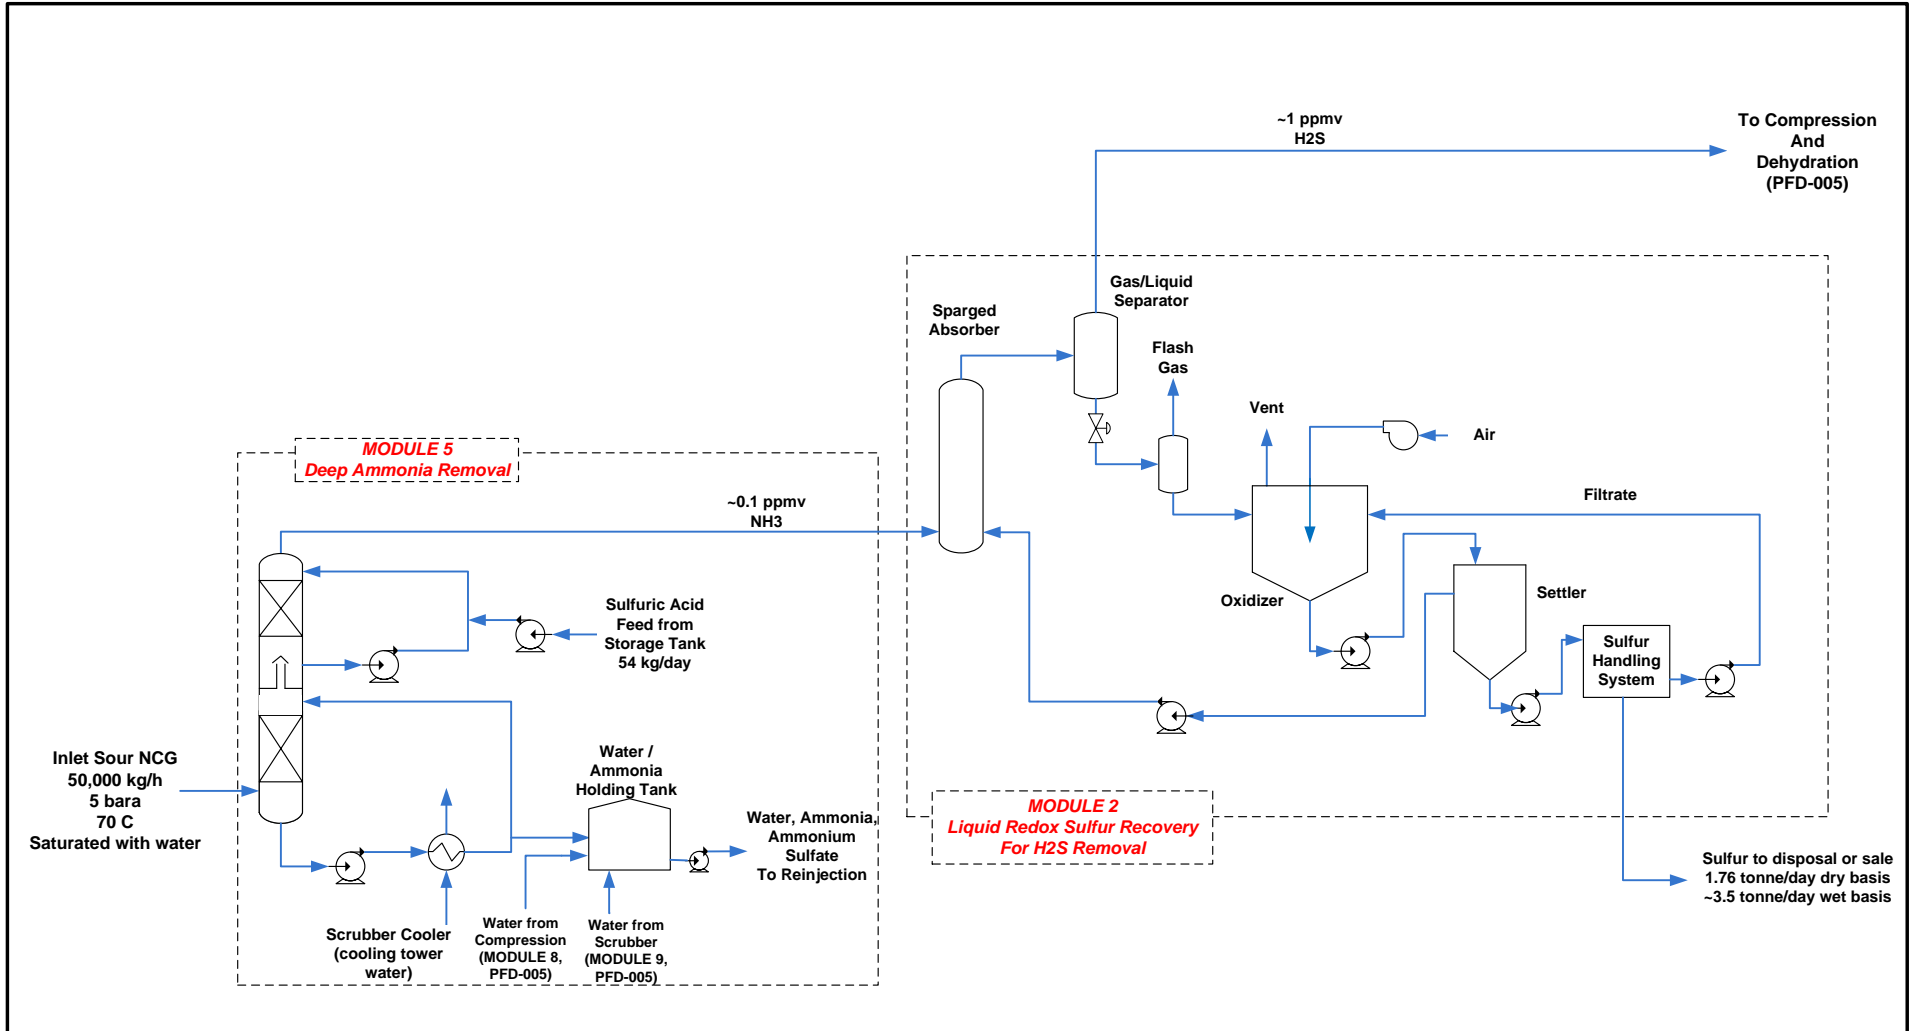 ~1 ppmv
H2S
To Compression
And
Dehydration
(PFD-005)
Gas/Liquid
Separator
Sparged
Absorber
Flash
Gas
Vent
Air
MODULE 5
Deep Ammonia Removal
~0.1 ppmv
NH3
Filtrate
Oxidizer
Settler
Sulfuric Acid
Feed from
Storage Tank
54 kg/day
Sulfur
Handling
System
Inlet Sour NCG
50,000 kg/h
5 bara
70 C
Saturated with water
Water /
Ammonia
Holding Tank
Water, Ammonia,
Ammonium
Sulfate
To Reinjection
MODULE 2
Liquid Redox Sulfur Recovery
For H2S Removal
Sulfur to disposal or sale
1.76 tonne/day dry basis
~3.5 tonne/day wet basis
Scrubber Cooler
(cooling tower
water)
Water from
Compression
(MODULE 8,
PFD-005)
Water from
Scrubber
(MODULE 9,
PFD-005)